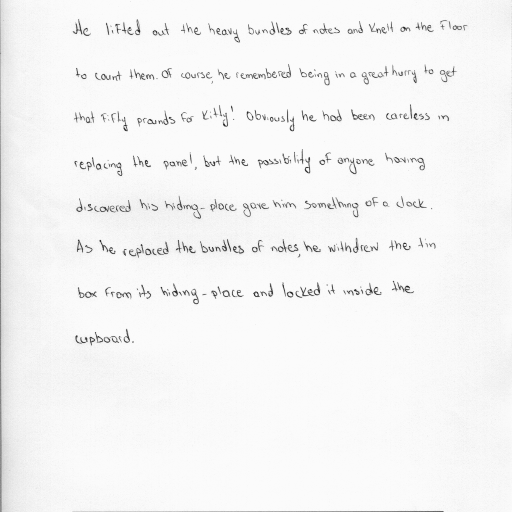 He lifted out the heavy bundles of notes and knelt on the floor
to count them. Of course, he remembered being in a great hurry to get
that fifty pounds for Kitty! Obviously he had been careless in
replacing the panel, but the possibility of anyone having
discovered his hiding-place gave him something of a clock.
As he replaced the bundles of notes, he withdrew the tin
box from its hiding-place and locked it inside the
cupboard.